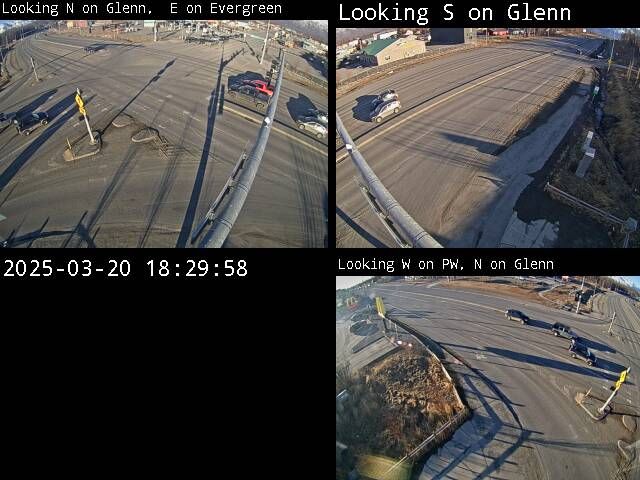 Looking N on Glenn,  E on Evergreen
Looking S on Glenn
2025-03-20 18:29:58
Looking W on PW, N on Glenn